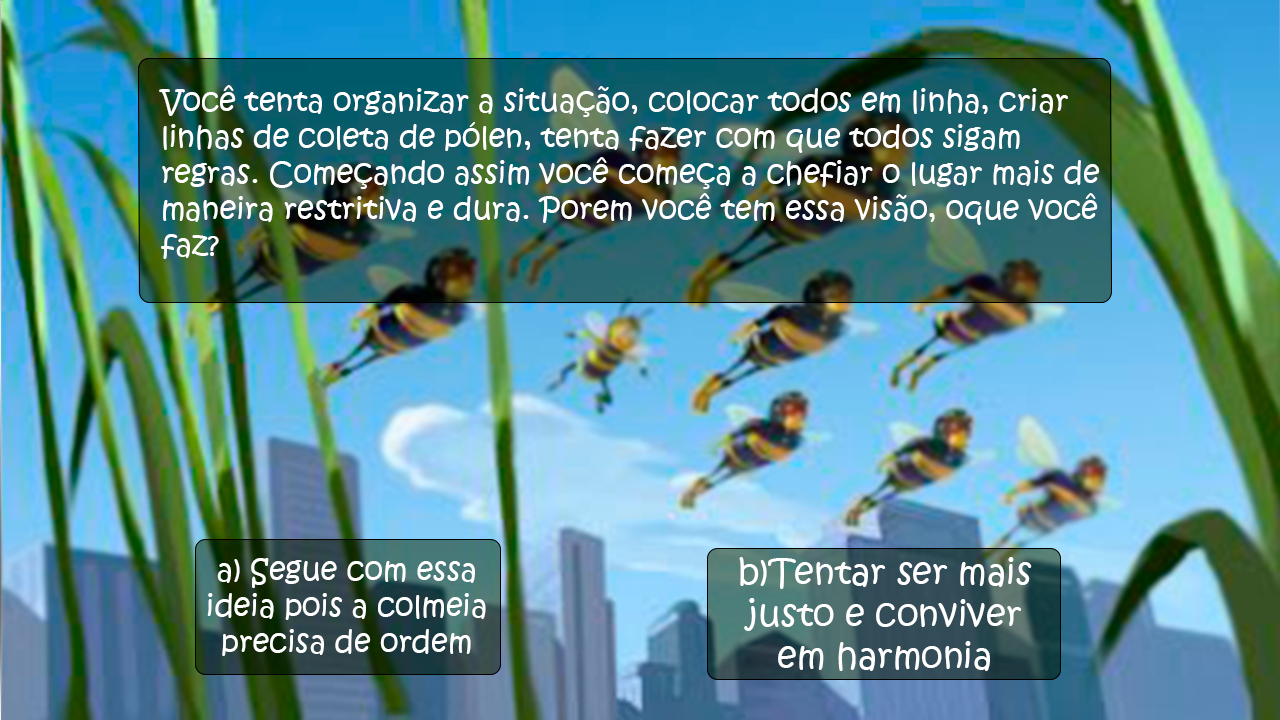 Você tenta organizar a situação, colocar todos em linha, criar
linhas de coleta de pólen, tenta fazer com que todos sigam
regras. Começando assim você começa a chefiar o lugar mais de
maneira restritiva e dura. Porem você tem essa visão, oque você
faz?
a) Segue com essa
ideia pois a colmeia
precisa de ordem
b)Tentar ser mais
justo e conviver
em harmonia